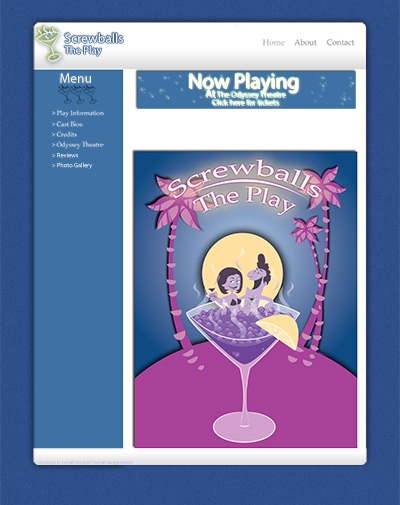 Screwballs
The Play
Home About Contact
Menu
> Play Information
> Cast Bios
> Credits
> Odyssey Theatre
> Reviews
> Photo Gallery
Now Playing
At The Odyssey Theatre
Click here for tickets
Screwballs
The Play